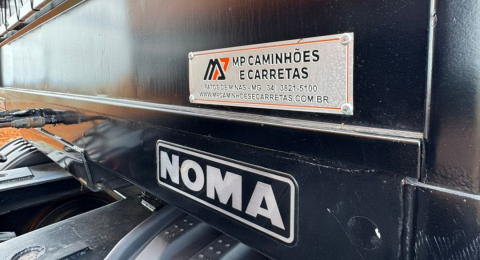 MP CAMINHÕES
E CARRETAS
PATOS DE MINAS - MG (34) 3821-5100
WWW.MPCAMINHOESECARRETAS.COM.BR
NOMA